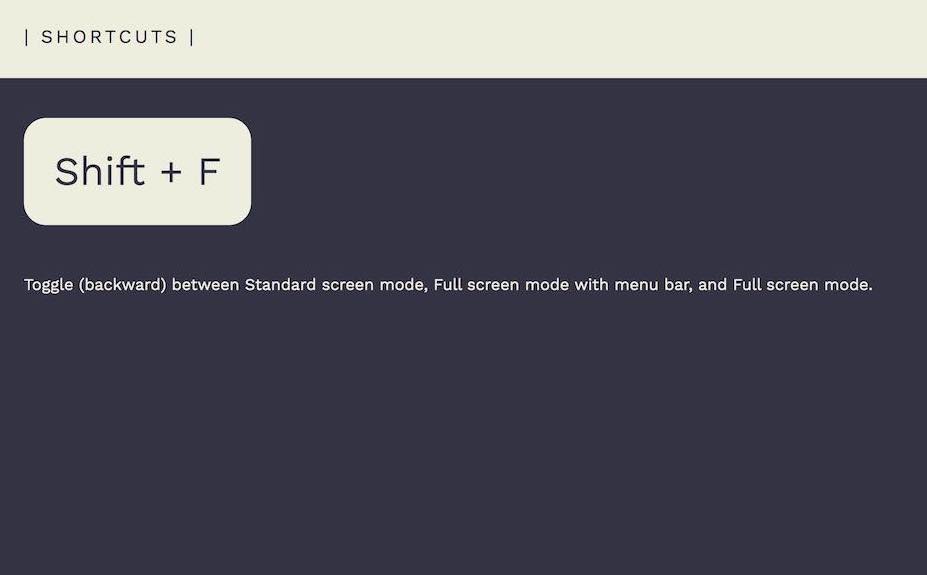 | SHORTCUTS |
Shift + F
Toggle (backward) between Standard screen mode, Full screen mode with menu bar, and Full screen mode.